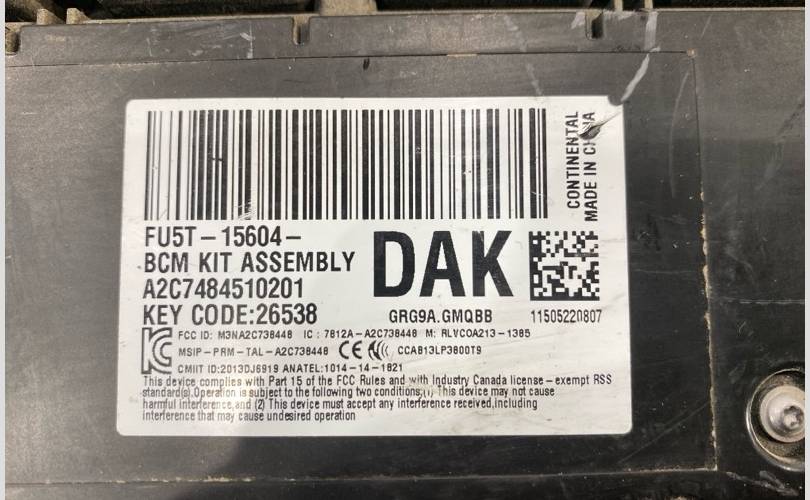 CONTINENTAL
MADE IN CHINA
FU5T-15604-
DAK
BCM KIT ASSEMBLY
A2C7484510201
KEY CODE:26538
GRG9A.GMQBB
11505220807
FCC ID: M3NA2C738448 IC: 7812A-A2C738448 M: RLVCOA213-1385
MSIP-PRM-TAL-A2C738448 CE CCAB13LP3800T9
CMIIT ID:2013DJ6919 ANATEL:1014-14-1821
This device complies with Part 15 of the FCC Rules and with Industry Canada license-exempt RSS
standard(s).Operation is subject to the following two conditions;(1) This device may not cause
harmful interference,and (2) This device must accept any interference received,including
interference that may cause undesired operation